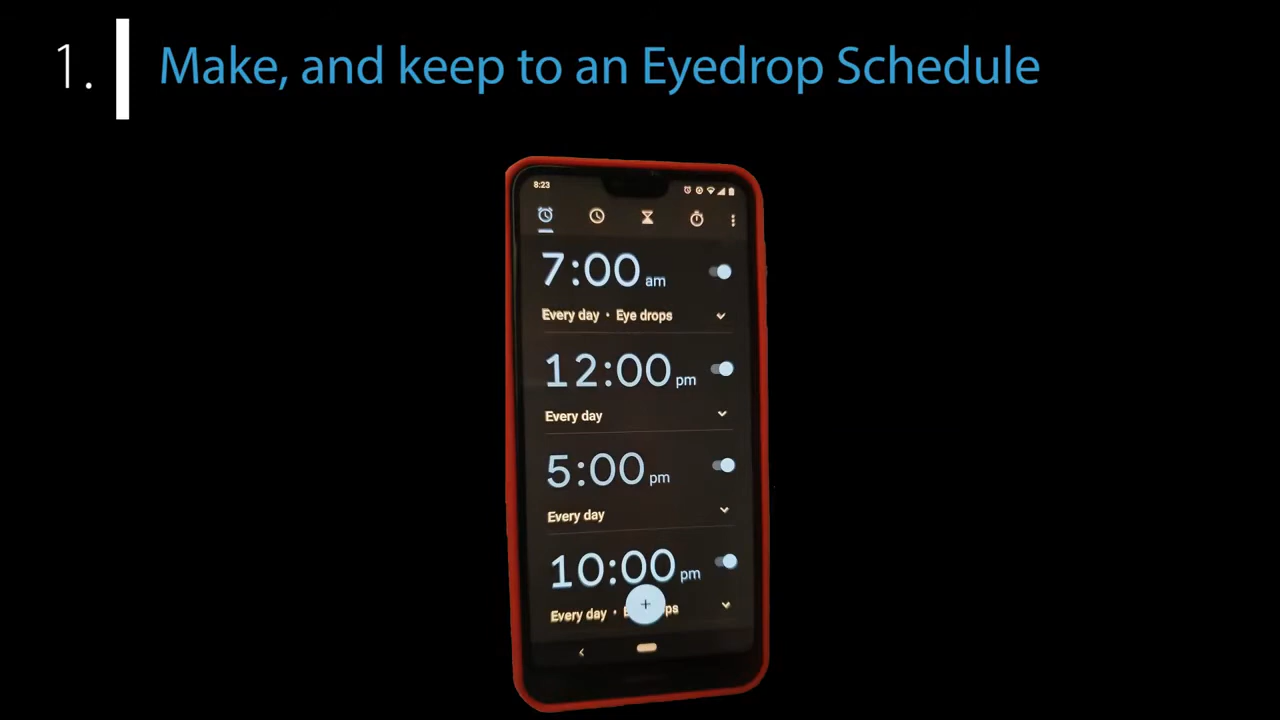 1. Make, and keep to an Eyedrop Schedule
8:23
7:00 am
Every day • Eye drops
12:00 pm
Every day
5:00 pm
Every day
10:00 pm
Every day •